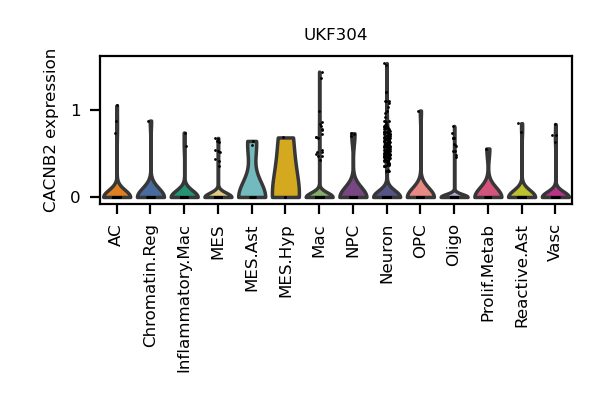 UKF304
CACNB2 expression
1
0
AC
Chromatin.Reg
Inflammatory.Mac
MES
MES.Ast
MES.Hyp
Mac
NPC
Neuron
OPC
Oligo
Prolif.Metab
Reactive.Ast
Vasc